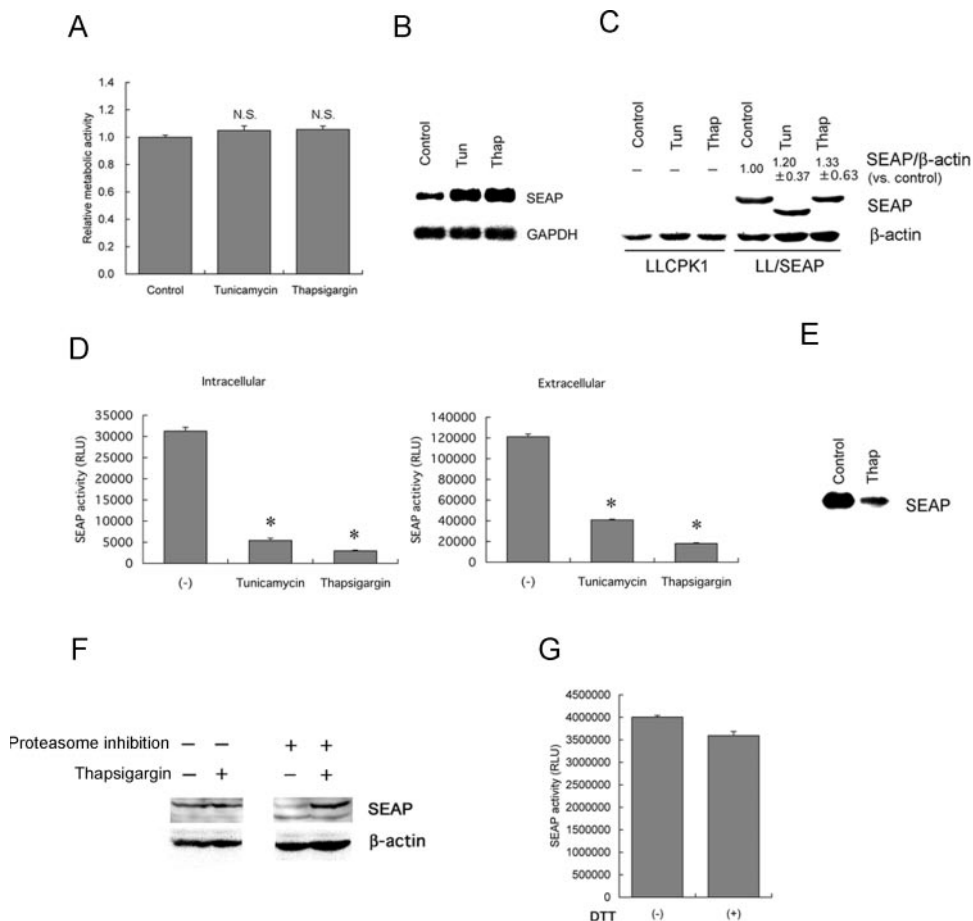 A
Relative metabolic activity
1.4
1.2
1.0
0.8
0.6
0.4
0.2
0.0
N.S.
N.S.
Control
Tunicamycin
Thapsigargin
B
Control
Tun
Thap
SEAP
GAPDH
C
Control
Tun
Thap
Control
Tun
Thap
– – – 1.00 1.20 ±0.37 1.33 ±0.63
SEAP/β-actin
(vs. control)
SEAP
β-actin
LLCPK1 LL/SEAP
D
Intracellular
SEAP activity (RLU)
35000
30000
25000
20000
15000
10000
5000
0
*
*
(-)
Tunicamycin
Thapsigargin
Extracellular
SEAP actitivy (RLU)
140000
120000
100000
80000
60000
40000
20000
0
*
*
(-)
Tunicamycin
Thapsigargin
E
Control
Thap
SEAP
F
Proteasome inhibition – – + +
Thapsigargin – + – +
SEAP
β-actin
G
SEAP activity (RLU)
4500000
4000000
3500000
3000000
2500000
2000000
1500000
1000000
500000
0
DTT (-) (+)